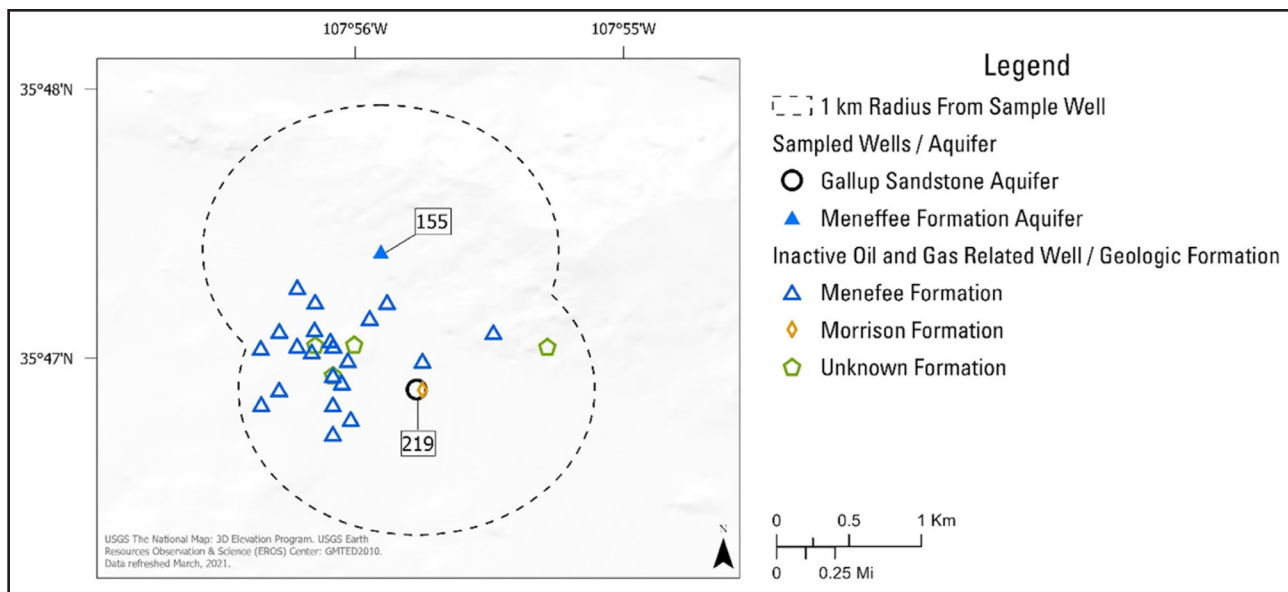 107°56'W
107°55'W
35°48'N
35°47'N
155
219
USGS The National Map: 3D Elevation Program. USGS Earth
Resources Observation & Science (EROS) Center: GMTED2010.
Data refreshed March, 2021.
N
Legend
1 km Radius From Sample Well
Sampled Wells / Aquifer
Gallup Sandstone Aquifer
Meneffee Formation Aquifer
Inactive Oil and Gas Related Well / Geologic Formation
Menefee Formation
Morrison Formation
Unknown Formation
0 0.5 1 Km
0 0.25 Mi